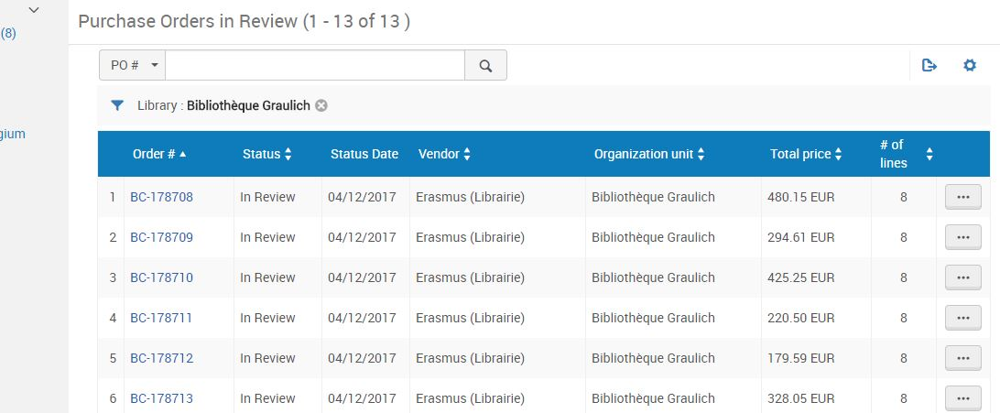 Purchase Orders in Review (1 - 13 of 13 )
(8)
PO #
Library : Bibliothèque Graulich
gium
Order # Status Status Date Vendor Organization unit Total price # of lines
1 BC-178708 In Review 04/12/2017 Erasmus (Librairie) Bibliothèque Graulich 480.15 EUR 8 ...
2 BC-178709 In Review 04/12/2017 Erasmus (Librairie) Bibliothèque Graulich 294.61 EUR 8 ...
3 BC-178710 In Review 04/12/2017 Erasmus (Librairie) Bibliothèque Graulich 425.25 EUR 8 ...
4 BC-178711 In Review 04/12/2017 Erasmus (Librairie) Bibliothèque Graulich 220.50 EUR 8 ...
5 BC-178712 In Review 04/12/2017 Erasmus (Librairie) Bibliothèque Graulich 179.59 EUR 8 ...
6 BC-178713 In Review 04/12/2017 Erasmus (Librairie) Bibliothèque Graulich 328.05 EUR 8 ...